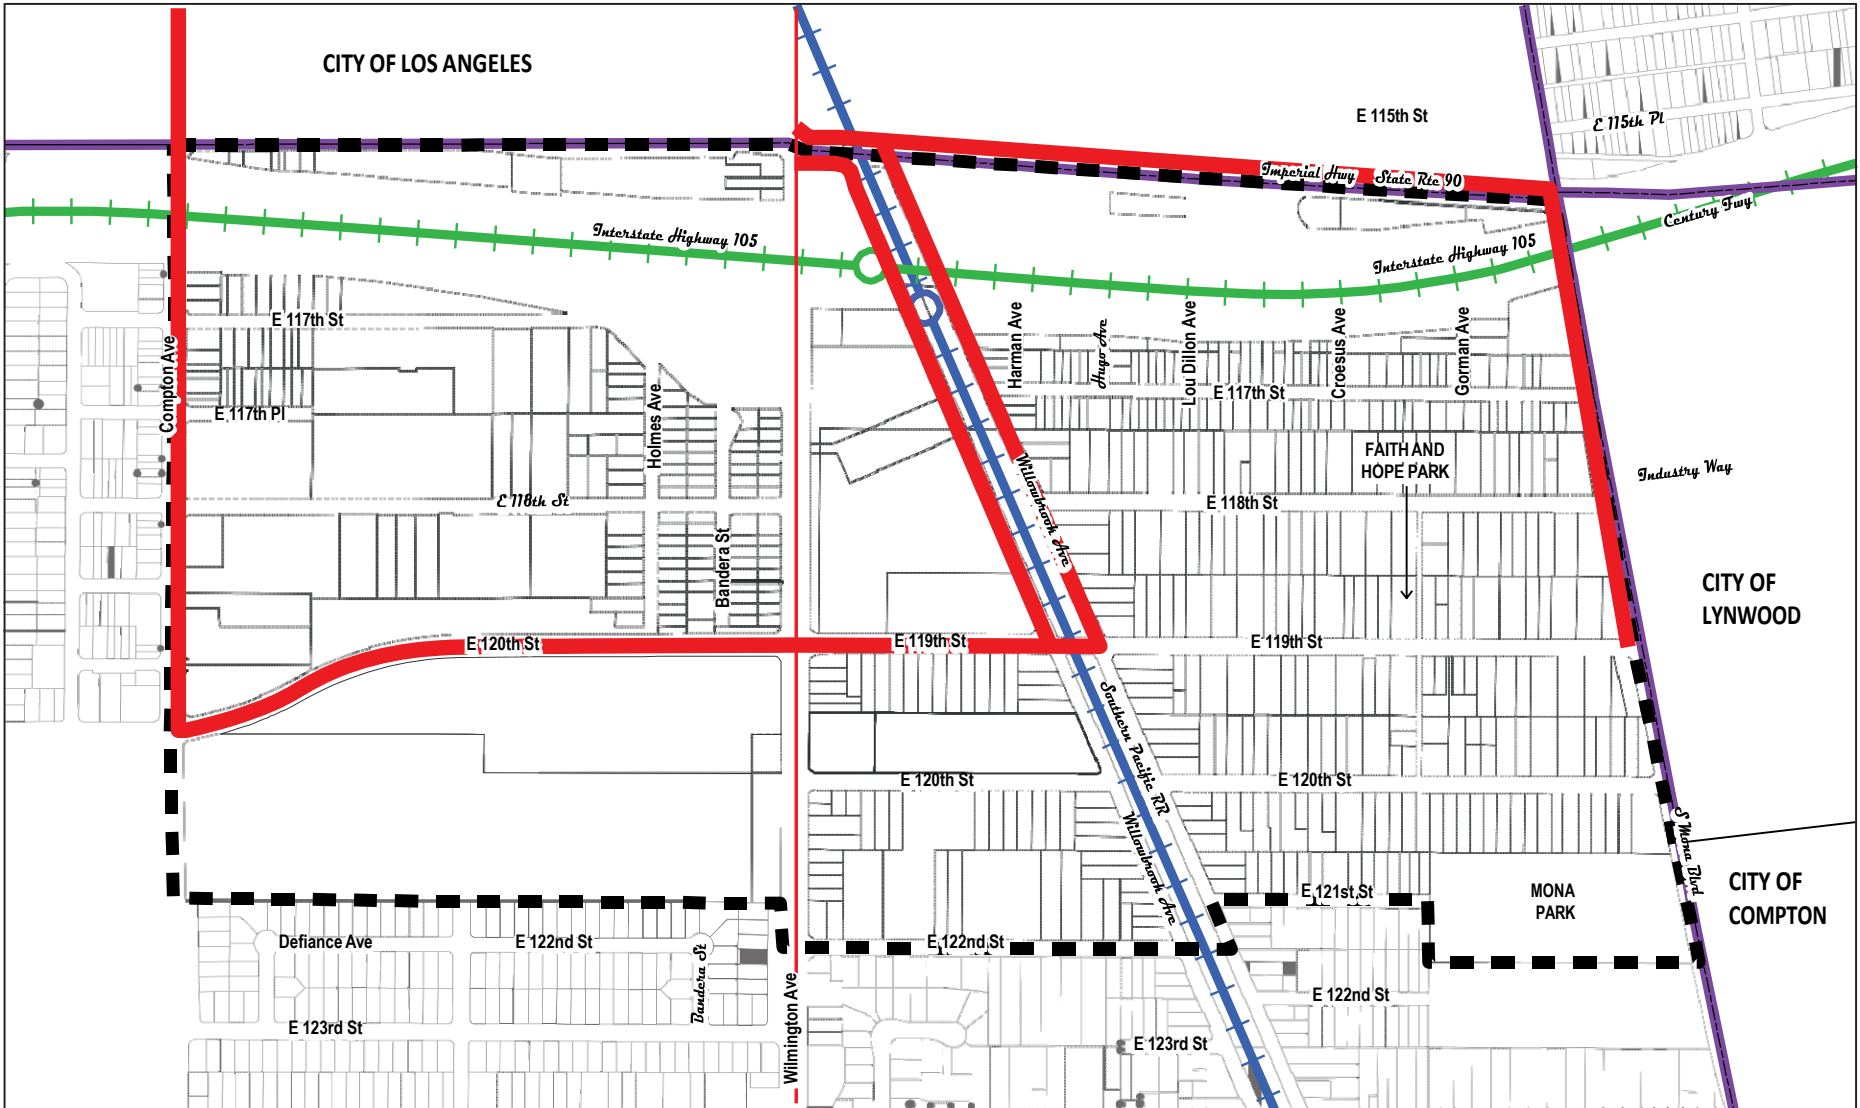 CITY OF LOS ANGELES
E 115th St
E 115th Pl
Imperial Hwy
State Rte 90
Century Fwy
Interstate Highway 105
Interstate Highway 105
E 117th St
Compton Ave
Harman Ave
Hugo Ave
Lou Dillon Ave
Croesus Ave
Gorman Ave
E 117th St
E 117th Pl
Holmes Ave
FAITH AND
HOPE PARK
Industry Way
E 118th St
E 118th St
Willowbrook Ave
Bandera St
CITY OF
LYNWOOD
E 120th St
E 119th St
E 119th St
Southern Pacific RR
E 120th St
E 120th St
Willowbrook Ave
S Mona Blvd
E 121st St
MONA
PARK
CITY OF
COMPTON
Defiance Ave
E 122nd St
E 122nd St
Bandera St
Wilmington Ave
E 122nd St
E 123rd St
E 123rd St